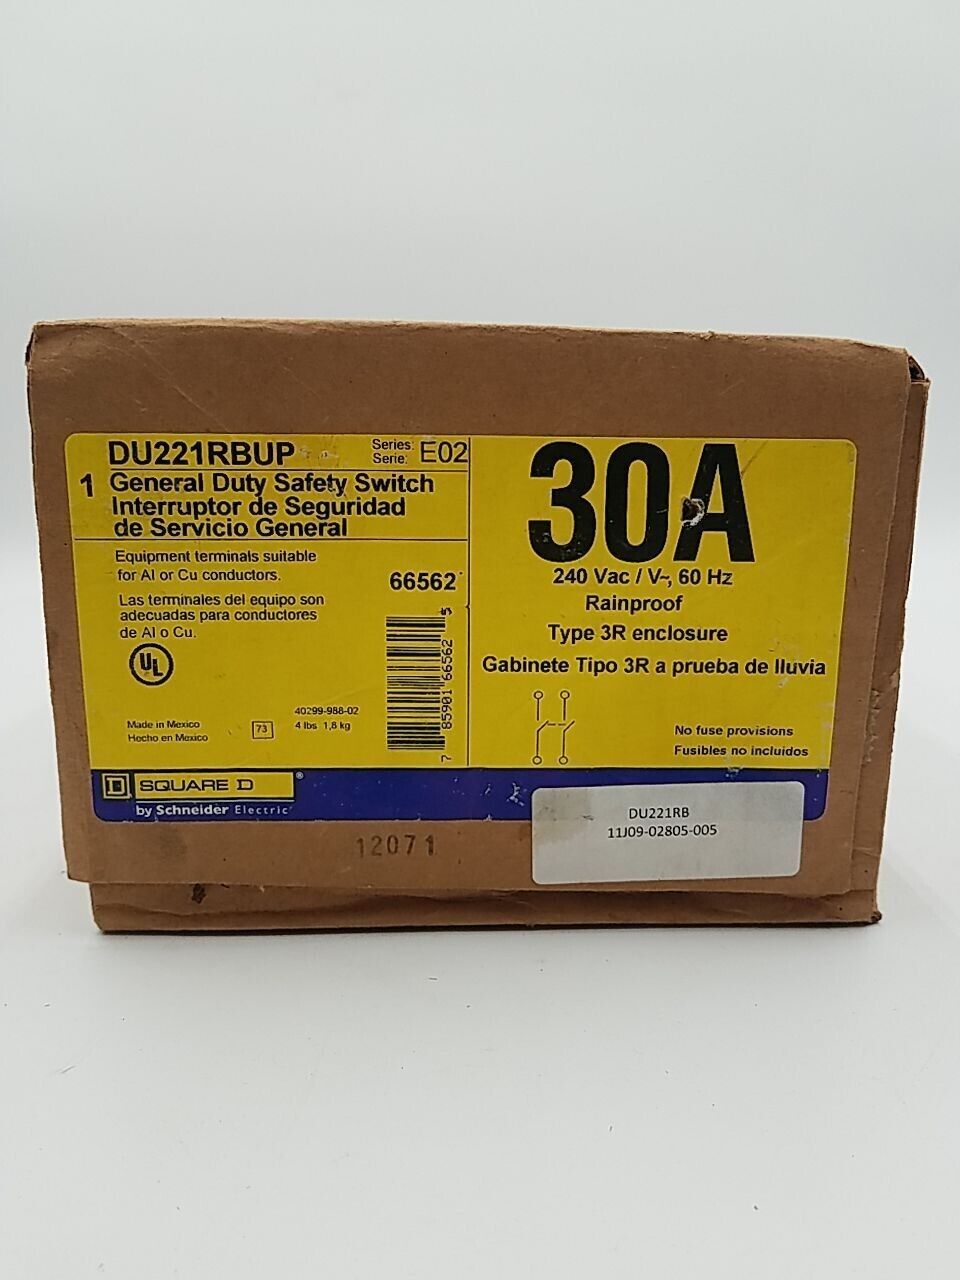 DU221RBUP
Series:
Serie: E02
1 General Duty Safety Switch
Interruptor de Seguridad
de Servicio General
Equipment terminals suitable
for Al or Cu conductors.
66562
Las terminales del equipo son
adecuadas para conductores
de Al o Cu.
UL
7 85901 66562 5
40299-988-02
4 lbs 1,8 kg
Made in Mexico
Hecho en Mexico
73
30A
240 Vac / V~, 60 Hz
Rainproof
Type 3R enclosure
Gabinete Tipo 3R a prueba de lluvia
No fuse provisions
Fusibles no incluidos
D SQUARE D ®
by Schneider Electric
DU221RB
11J09-02805-005
12071